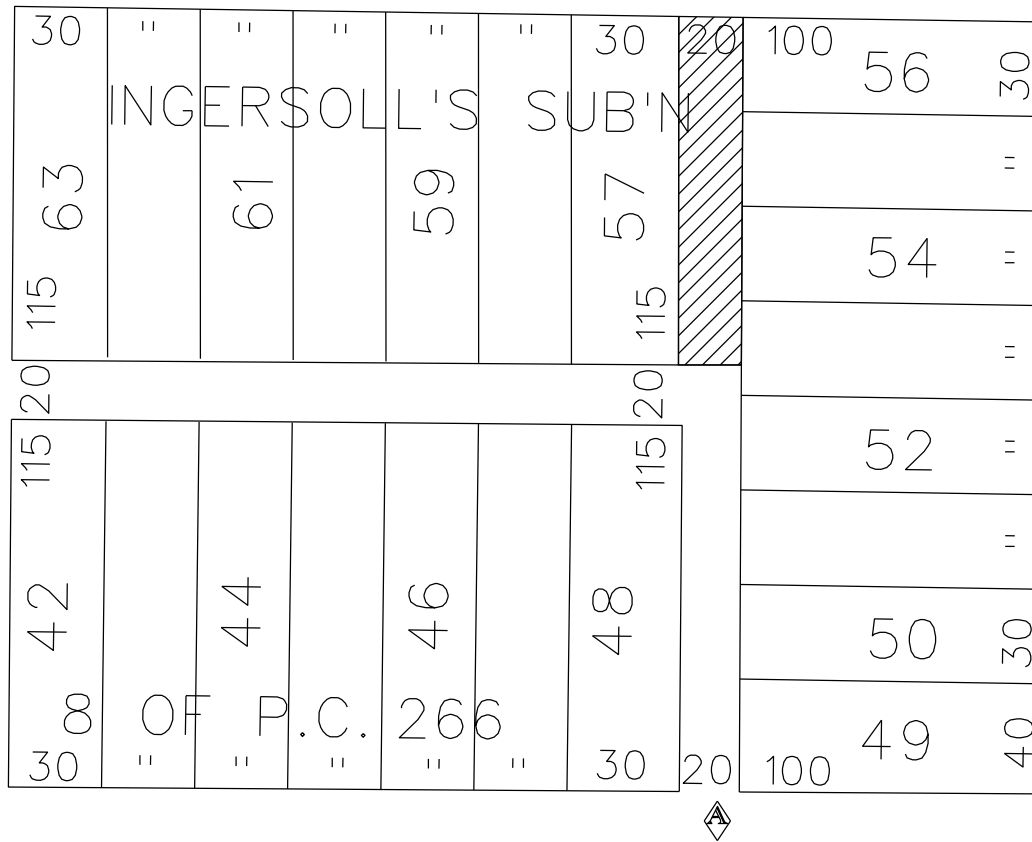 30 " " " " " 30 20 100 56 30
INGERSOLL'S SUB'N
63 61 59 57 "
115 115 54 "
"
20 20
115 115 52 "
"
42 44 46 48 50 30
8 OF P.C. 266
30 " " " " " 30 20 100 49 40
A